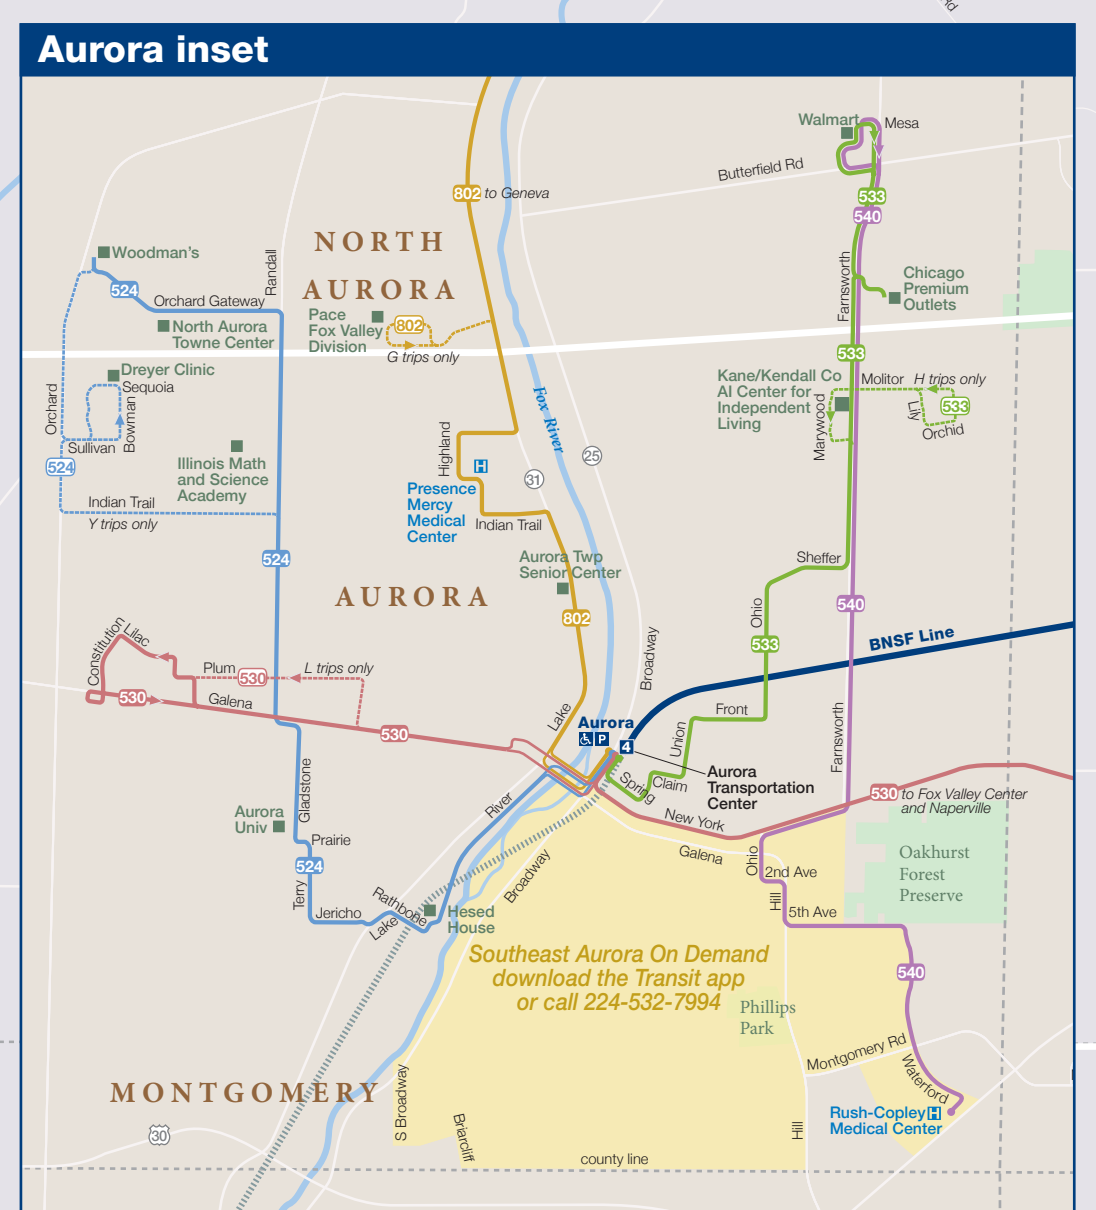 Rd
Aurora inset
Walmart
Mesa
Butterfield Rd
802 to Geneva
533
540
NORTH
AURORA
Woodman's
Randall
524
Orchard Gateway
Farnsworth
Chicago
Premium
Outlets
Pace
Fox Valley
Division
802
G trips only
North Aurora
Towne Center
533
Dreyer Clinic
Sequoia
Orchard
Bowman
Sullivan
524
Kane/Kendall Co
AI Center for
Independent
Living
Molitor
H trips only
533
Lily
Orchid
Marywood
Fox River
Highland
25
31
Illinois Math
and Science
Academy
Presence
Mercy
Medical
Center
H
Indian Trail
Indian Trail
Y trips only
524
Aurora Twp
Senior Center
Sheffer
AURORA
802
Ohio
540
533
BNSF Line
Broadway
Constitution
Lilac
Plum
530
L trips only
530
Galena
530
Lake
Aurora
P
4
Front
Union
Farnsworth
Spring
Claim
Aurora
Transportation
Center
530 to Fox Valley Center
and Naperville
Gladstone
River
New York
Aurora
Univ
Prairie
Galena
Ohio
2nd Ave
Oakhurst
Forest
Preserve
524
Terry
Broadway
Hill
5th Ave
Jericho
Rathbone
Lake
Hesed
House
Southeast Aurora On Demand
download the Transit app
or call 224-532-7994
540
Phillips
Park
Montgomery Rd
Waterford
MONTGOMERY
S Broadway
Briarcliff
Hill
Rush-Copley H
Medical Center
30
county line